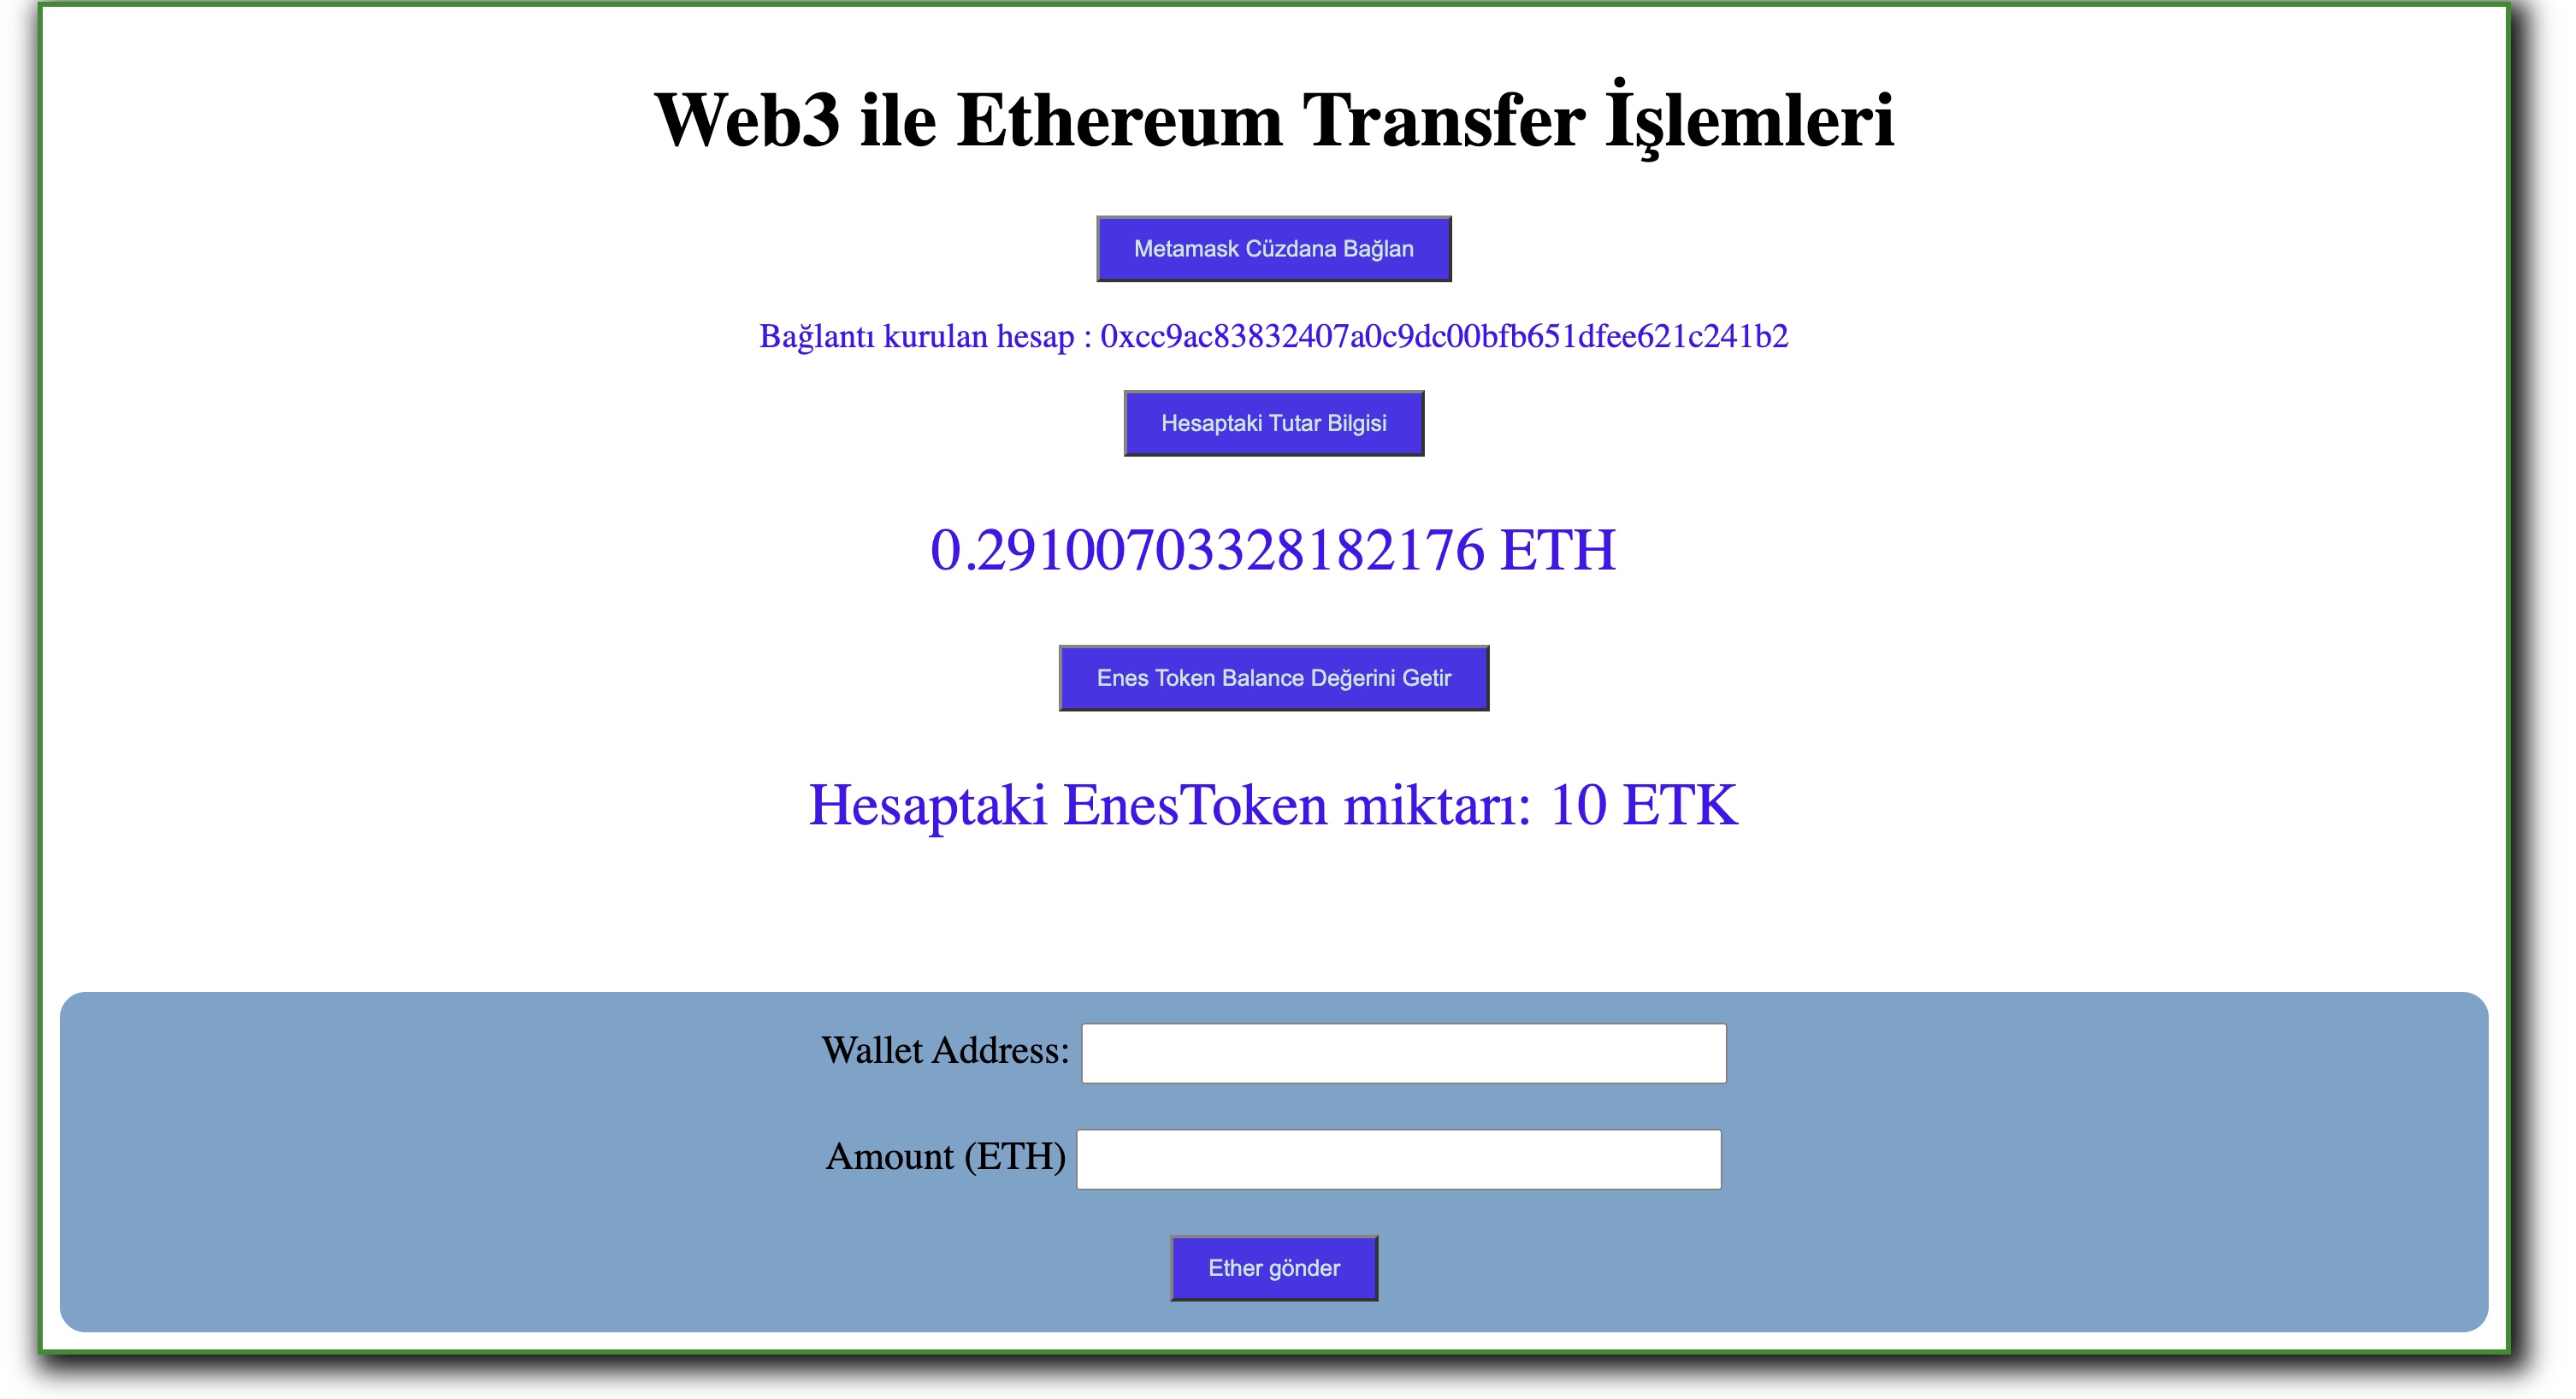 Web3 ile Ethereum Transfer İşlemleri
Metamask Cüzdana Bağlan
Bağlantı kurulan hesap : 0xcc9ac83832407a0c9dc00bfb651dfee621c241b2
Hesaptaki Tutar Bilgisi
0.29100703328182176 ETH
Enes Token Balance Değerini Getir
Hesaptaki EnesToken miktarı: 10 ETK
Wallet Address:
Amount (ETH)
Ether gönder